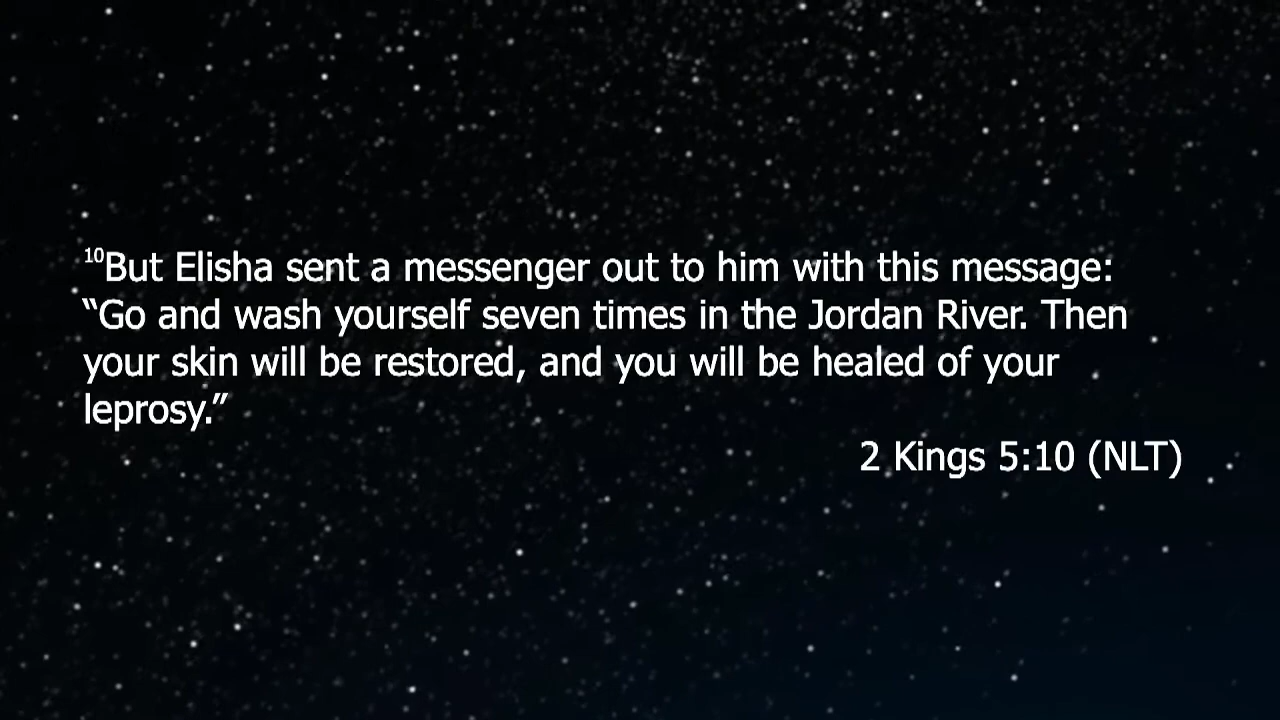 ¹⁰But Elisha sent a messenger out to him with this message:
“Go and wash yourself seven times in the Jordan River. Then
your skin will be restored, and you will be healed of your
leprosy.”
2 Kings 5:10 (NLT)